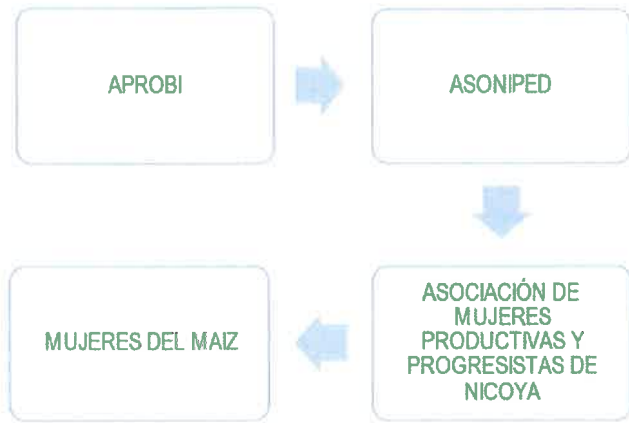 APROBI
ASONIPED
ASOCIACIÓN DE
MUJERES
PRODUCTIVAS Y
PROGRESISTAS DE
NICOYA
MUJERES DEL MAIZ